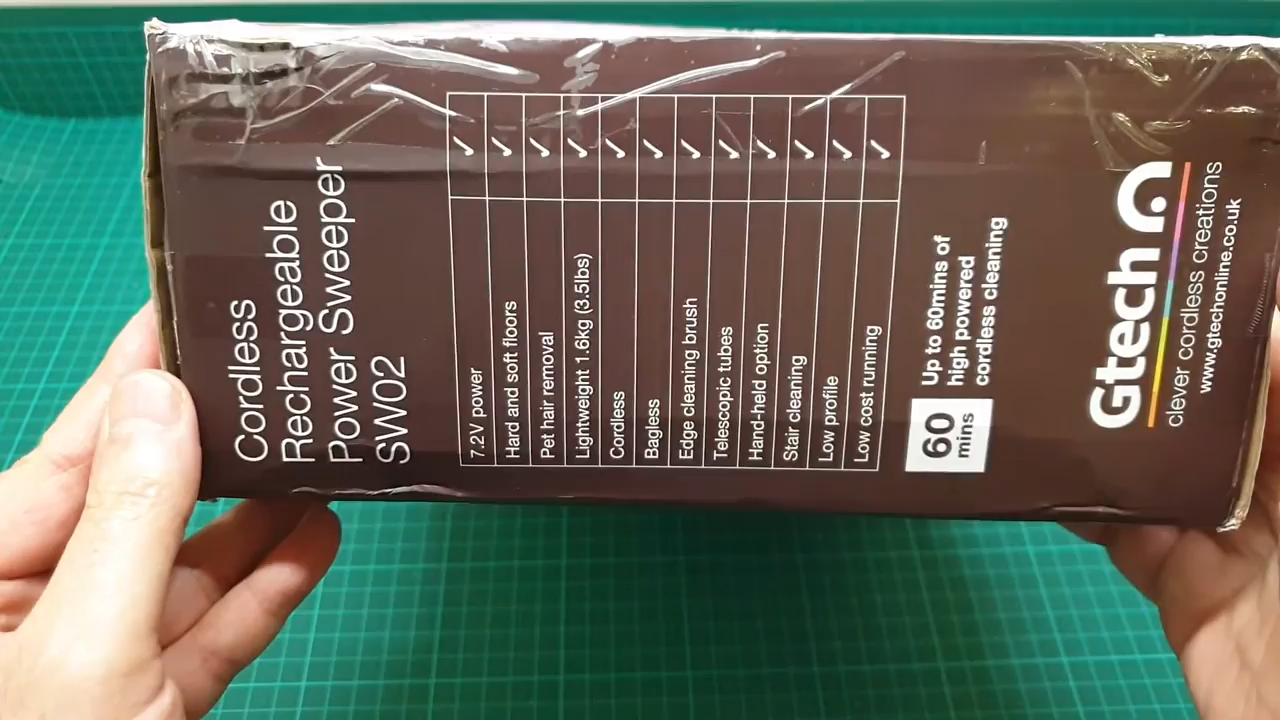 Cordless
Rechargeable
Power Sweeper
SW02
7.2V power ✓
Hard and soft floors ✓
Pet hair removal ✓
Lightweight 1.6kg (3.5lbs) ✓
Cordless ✓
Bagless ✓
Edge cleaning brush ✓
Telescopic tubes ✓
Hand-held option ✓
Stair cleaning ✓
Low profile ✓
Low cost running ✓
60
mins
Up to 60mins of
high powered
cordless cleaning
Gtech
clever cordless creations
www.gtechonline.co.uk